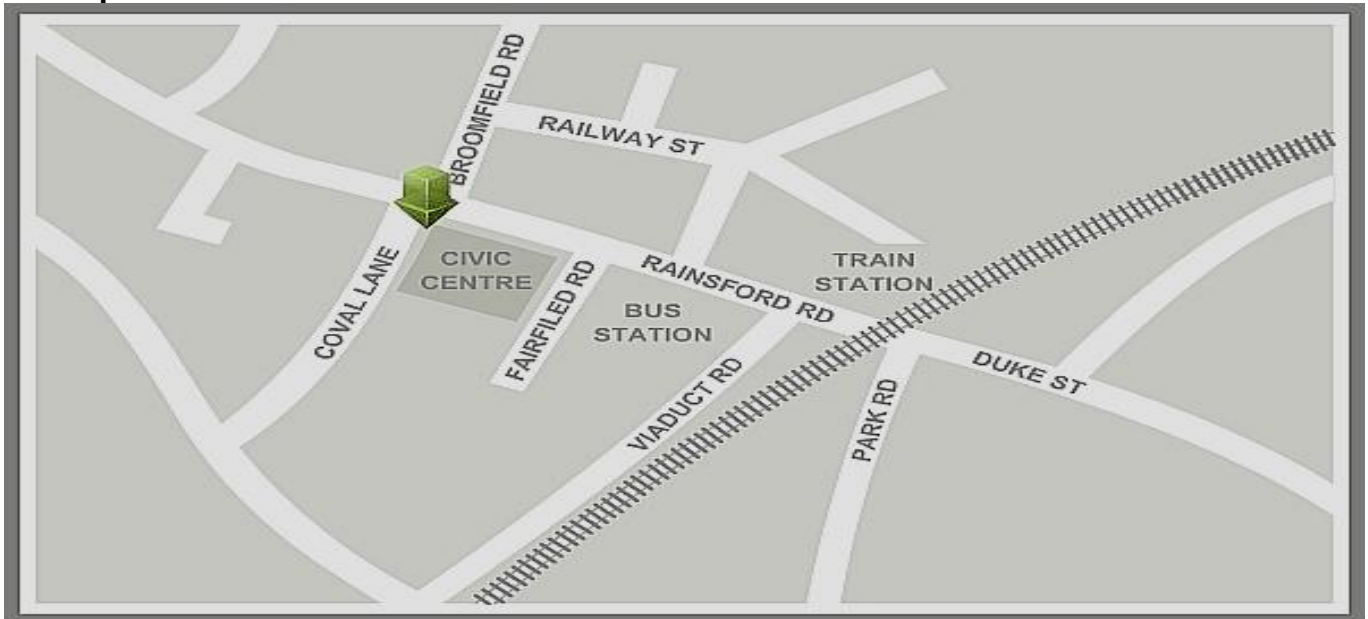 BROOMFIELD RD
RAILWAY ST
CIVIC
CENTRE
COVAL LANE
FAIRFILED RD
RAINSFORD RD
TRAIN
STATION
BUS
STATION
VIADUCT RD
PARK RD
DUKE ST